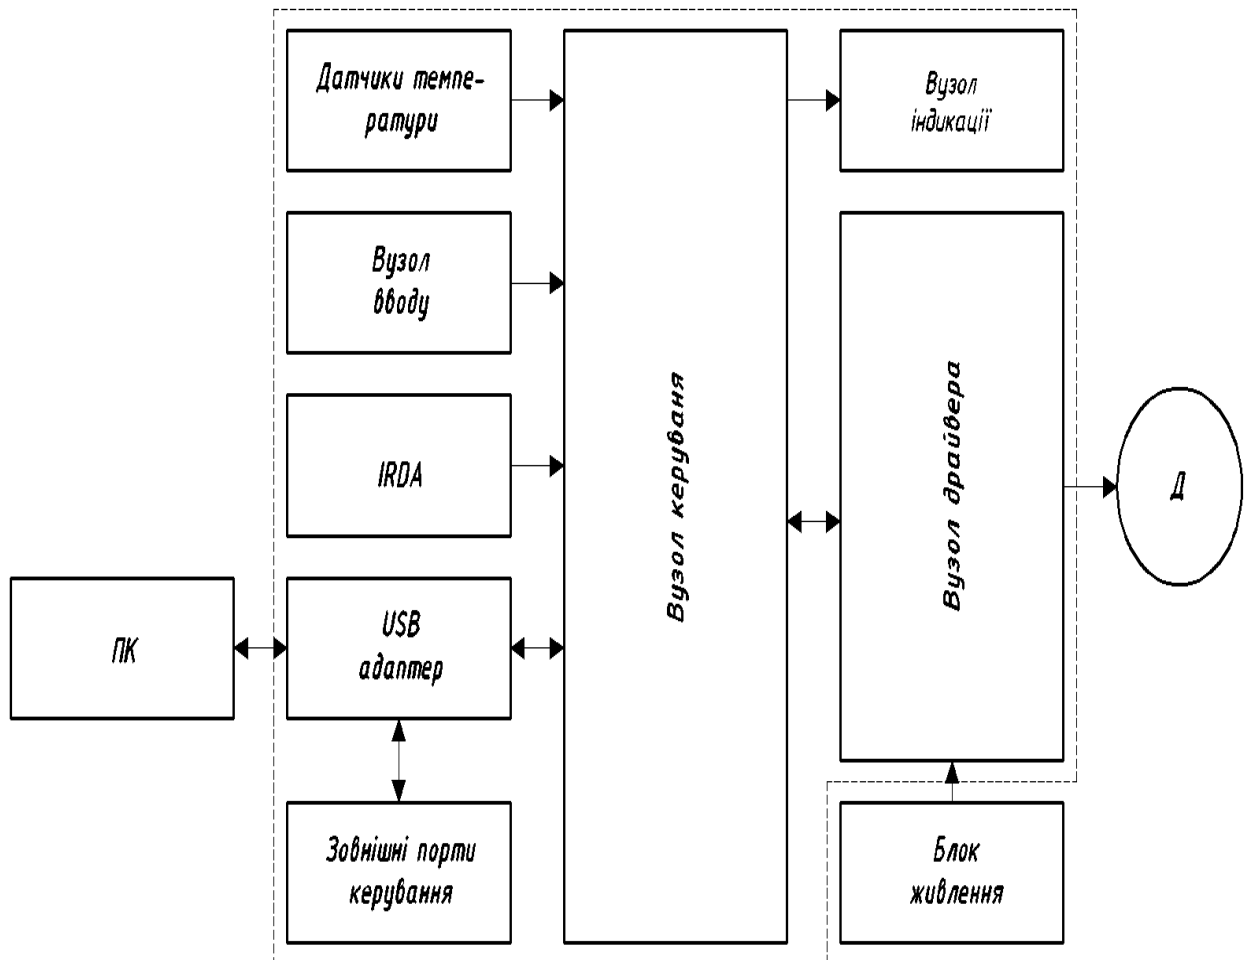 Датчики темпе-
ратури
Вузол
вводу
IRDA
ПК
USB
адаптер
Зовнішні порти
керування
Вузол керуваня
Вузол
індикації
Вузол драйвера
Блок
живлення
Д